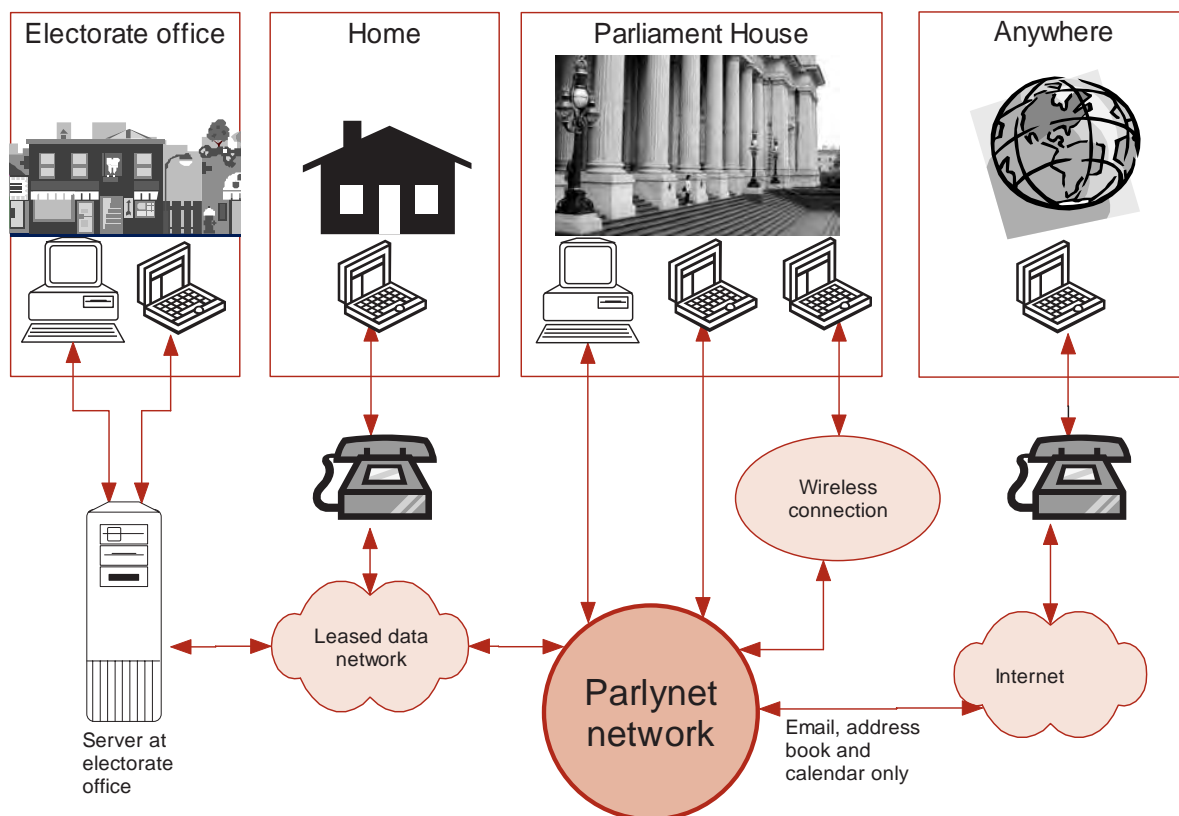 Electorate office
Home
Parliament House
Anywhere
Wireless
connection
Leased data
network
Internet
Parlynet
network
Email, address
book and
calendar only
Server at
electorate
office